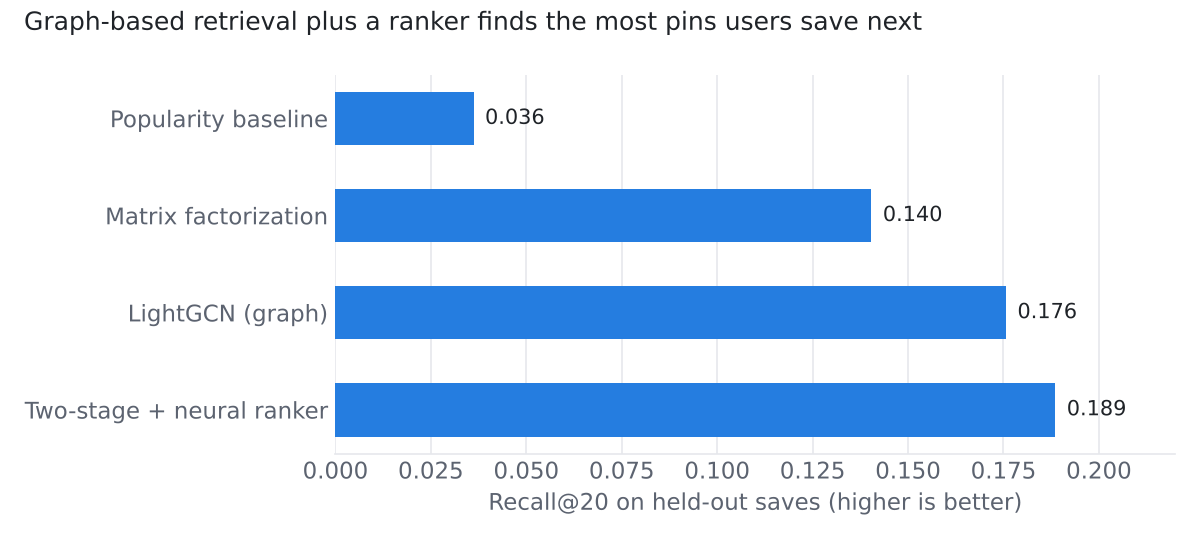 Graph-based retrieval plus a ranker finds the most pins users save next
Popularity baseline 0.036
Matrix factorization 0.140
LightGCN (graph) 0.176
Two-stage + neural ranker 0.189
0.000 0.025 0.050 0.075 0.100 0.125 0.150 0.175 0.200
Recall@20 on held-out saves (higher is better)